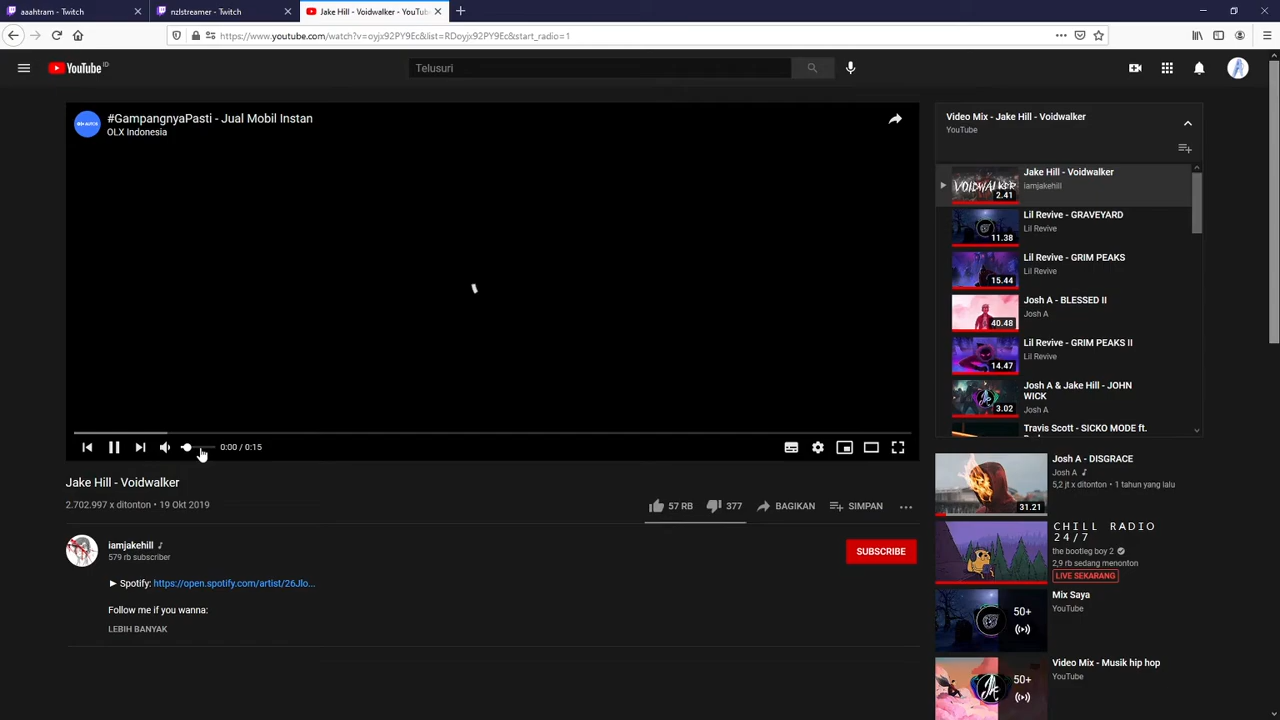 aaahtram - Twitch
nzlstreamer - Twitch
Jake Hill - Voidwalker - YouTub
https://www.youtube.com/watch?v=oyjx92PY9Ec&list=RDoyjx92PY9Ec&start_radio=1
YouTube ID
Telusuri
#GampangnyaPasti - Jual Mobil Instan
OLX Indonesia
0:00 / 0:15
Jake Hill - Voidwalker
2.702.997 x ditonton • 19 Okt 2019
57 RB
377
BAGIKAN
SIMPAN
iamjakehill
579 rb subscriber
SUBSCRIBE
► Spotify: https://open.spotify.com/artist/26Jlo...
Follow me if you wanna:
LEBIH BANYAK
Video Mix - Jake Hill - Voidwalker
YouTube
VOIDWALKER
2.41
Jake Hill - Voidwalker
iamjakehill
11.38
Lil Revive - GRAVEYARD
Lil Revive
15.44
Lil Revive - GRIM PEAKS
Lil Revive
40.48
Josh A - BLESSED II
Josh A
14.47
Lil Revive - GRIM PEAKS II
Lil Revive
3.02
Josh A & Jake Hill - JOHN
WICK
Josh A
Travis Scott - SICKO MODE ft.
31.21
Josh A - DISGRACE
Josh A
5,2 jt x ditonton • 1 tahun yang lalu
CHILL RADIO
24/7
the bootleg boy 2
2,9 rb sedang menonton
LIVE SEKARANG
50+
Mix Saya
YouTube
50+
Video Mix - Musik hip hop
YouTube